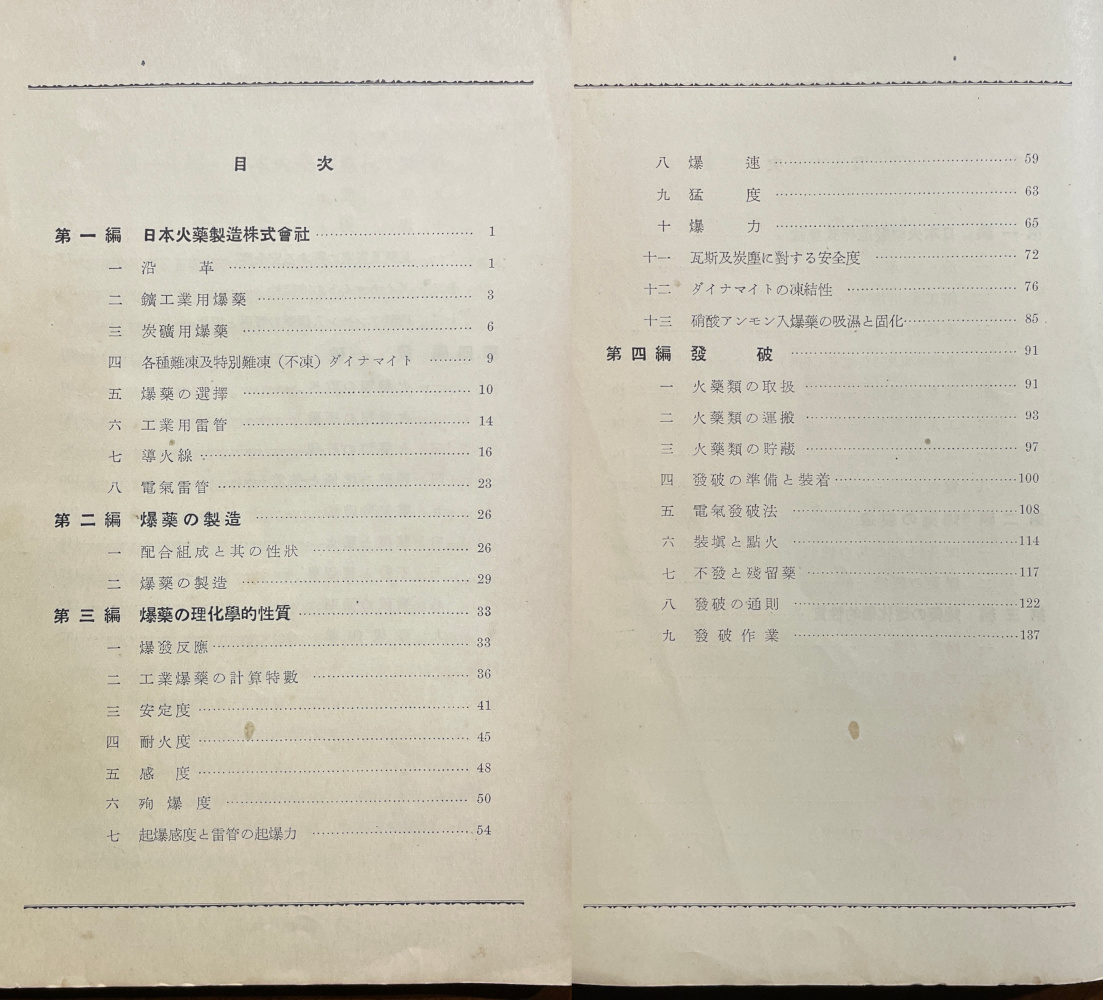 目 次
第一編 日本火藥製造株式會社 1
一 沿革 1
二 鑛工業用爆藥 3
三 炭礦用爆藥 6
四 各種難凍及特別難凍（不凍）ダイナマイト 9
五 爆藥の選擇 10
六 工業用雷管 14
七 導火線 16
八 電氣雷管 23
第二編 爆藥の製造 26
一 配合組成と其の性狀 26
二 爆藥の製造 29
第三編 爆藥の理化學的性質 33
一 爆發反應 33
二 工業爆藥の計算特數 36
三 安定度 41
四 耐火度 45
五 感度 48
六 殉爆度 50
七 起爆感度と雷管の起爆力 54
八 爆速 59
九 猛度 63
十 爆力 65
十一 瓦斯及炭塵に對する安全度 72
十二 ダイナマイトの凍結性 76
十三 硝酸アンモン入爆藥の吸濕と固化 85
第四編 發破 91
一 火藥類の取扱 91
二 火藥類の運搬 93
三 火藥類の貯藏 97
四 發破の準備と裝着 100
五 電氣發破法 108
六 裝塡と點火 114
七 不發と殘留藥 117
八 發破の通則 122
九 發破作業 137